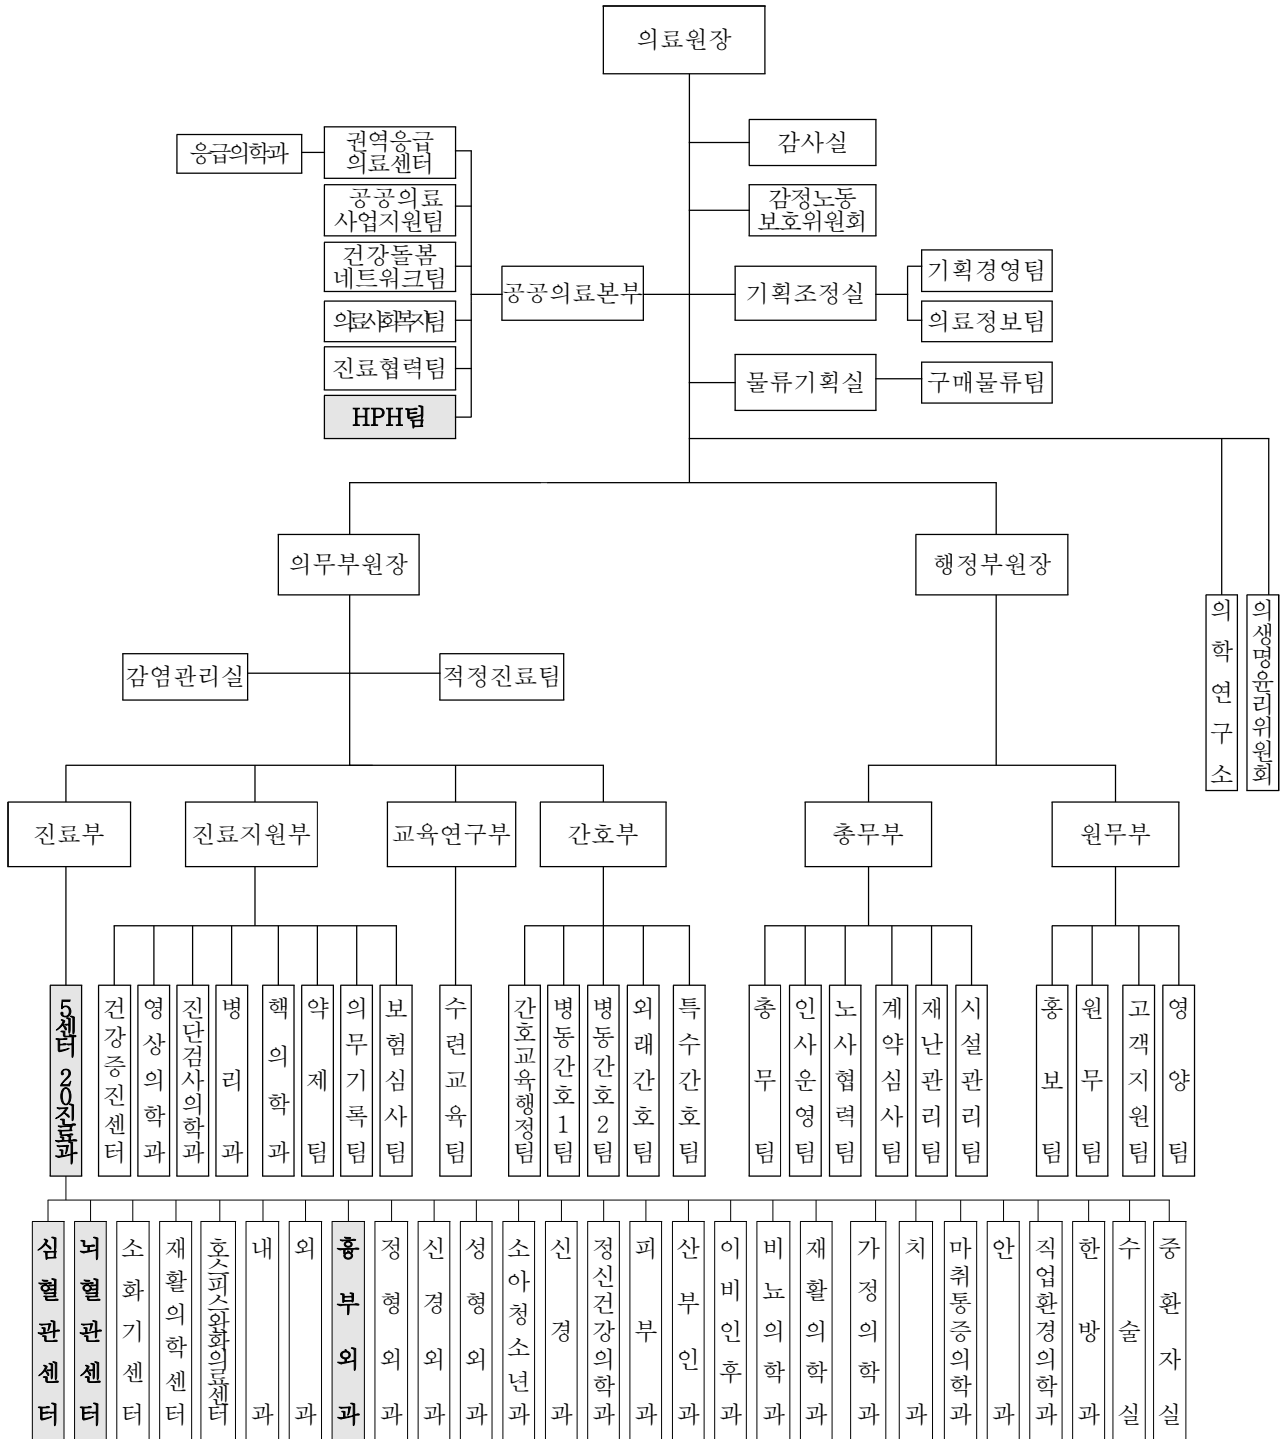 의료원장
감사실
응급의학과
권역응급
의료센터
공공의료
사업지원팀
감정노동
보호위원회
건강돌봄
네트워크팀
공공의료본부
기획조정실
기획경영팀
의료정보팀
의료사회복지팀
진료협력팀
물류기획실
구매물류팀
HPH팀
의무부원장
행정부원장
의학연구소
의생명윤리위원회
감염관리실
적정진료팀
진료부
진료지원부
교육연구부
간호부
총무부
원무부
5센터 20진료과
건강증진센터
영상의학과
진단검사의학과
병리과
핵의학과
약제팀
의무기록팀
보험심사팀
수련교육팀
간호교육행정팀
병동간호1팀
병동간호2팀
외래간호팀
특수간호팀
총무팀
인사운영팀
노사협력팀
계약심사팀
재난관리팀
시설관리팀
홍보팀
원무팀
고객지원팀
영양팀
심혈관센터
뇌혈관센터
소화기센터
재활의학센터
호스피스완화의료센터
내과
외과
흉부외과
정형외과
신경외과
성형외과
소아청소년과
신경과
정신건강의학과
피부과
산부인과
이비인후과
비뇨의학과
재활의학과
가정의학과
치과
마취통증의학과
안과
직업환경의학과
한방과
수술실
중환자실